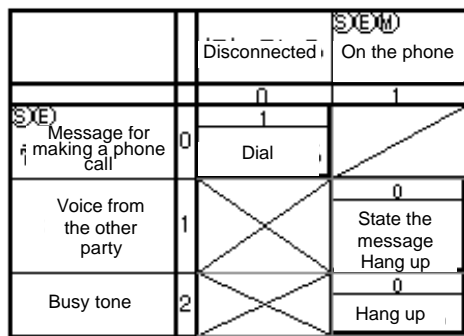 S E M
Disconnected
On the phone
0
1
S E
Message for
making a phone
call
0
1
Dial
Voice from
the other
party
1
0
State the
message
Hang up
Busy tone
2
0
Hang up